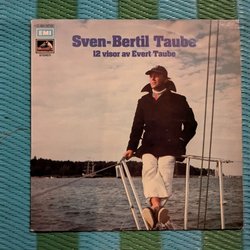 EMI
Sven-Bertil Taube
12 visor av Evert Taube